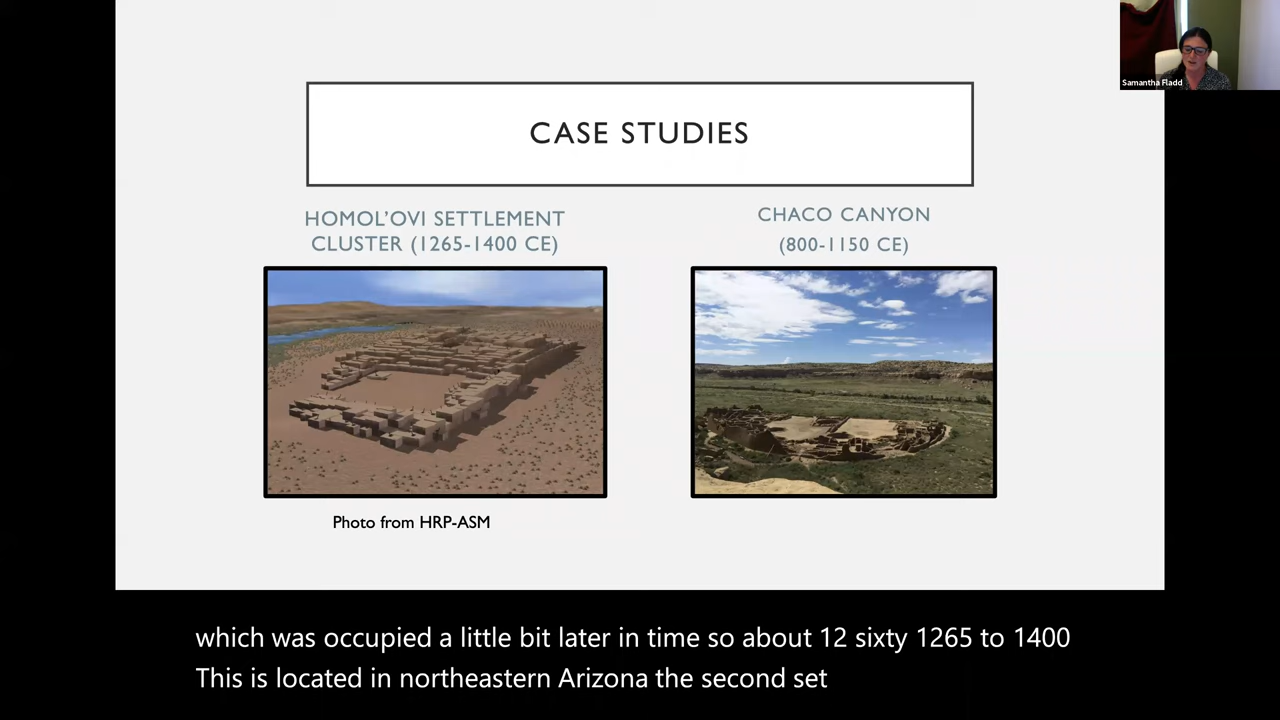 Samantha Fladd
CASE STUDIES
HOMOL’OVI SETTLEMENT
CLUSTER (1265-1400 CE)
CHACO CANYON
(800-1150 CE)
Photo from HRP-ASM
which was occupied a little bit later in time so about 12 sixty 1265 to 1400
This is located in northeastern Arizona the second set